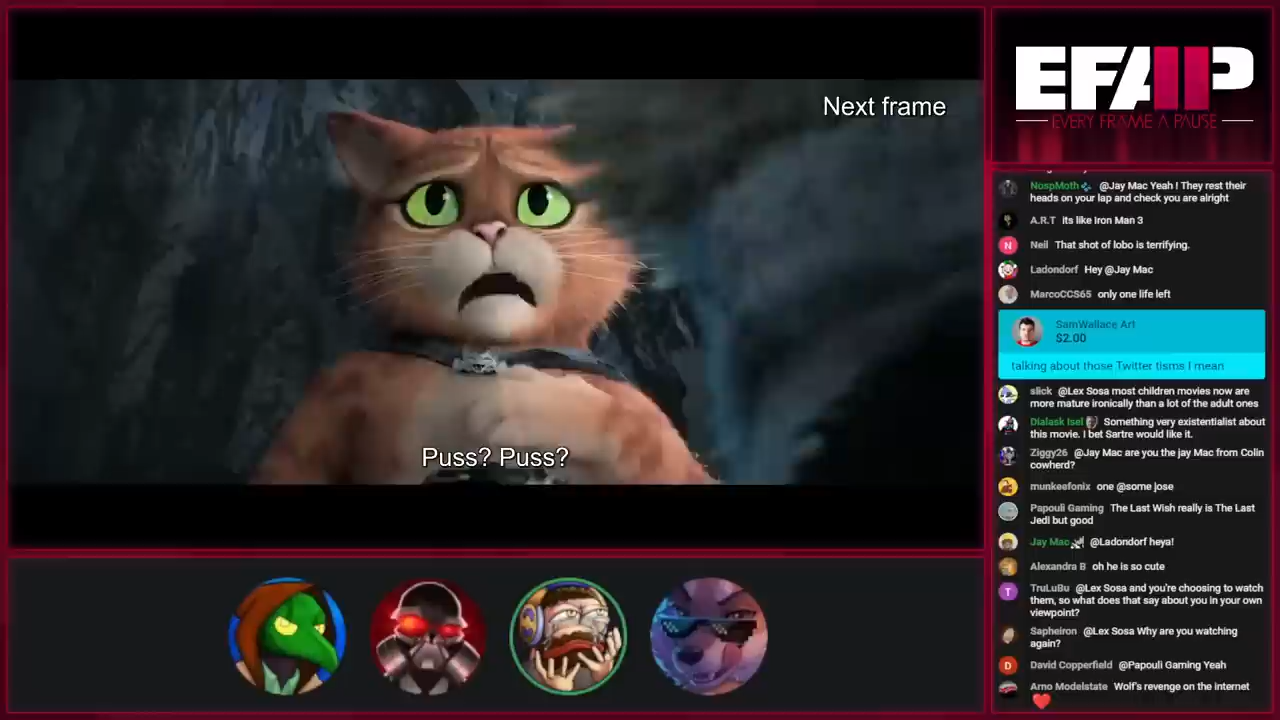 Next frame
Puss? Puss?
EFAP
EVERY FRAME A PAUSE
NospMoth @Jay Mac Yeah ! They rest their
heads on your lap and check you are alright
A.R.T Its like Iron Man 3
N
Neil That shot of lobo is terrifying.
Ladondorf Hey @Jay Mac
MarcoCCS65 only one life left
SamWallace Art
$2.00
talking about those Twitter tisms I mean
slick @Lex Sosa most children movies now are
more mature ironically than a lot of the adult ones
Dialask Isel Something very existentialist about
this movie. I bet Sartre would like it.
Ziggy26 @Jay Mac are you the jay Mac from Colin
cowherd?
munkeefonix one @some jose
Papouli Gaming The Last Wish really is The Last
Jedi but good
Jay Mac @Ladondorf heya!
Alexandra B oh he is so cute
T
TruLuBu @Lex Sosa and you're choosing to watch
them, so what does that say about you in your own
viewpoint?
Sapheiron @Lex Sosa Why are you watching
again?
D
David Copperfield @Papouli Gaming Yeah
Arno Modelstate Wolf's revenge on the internet